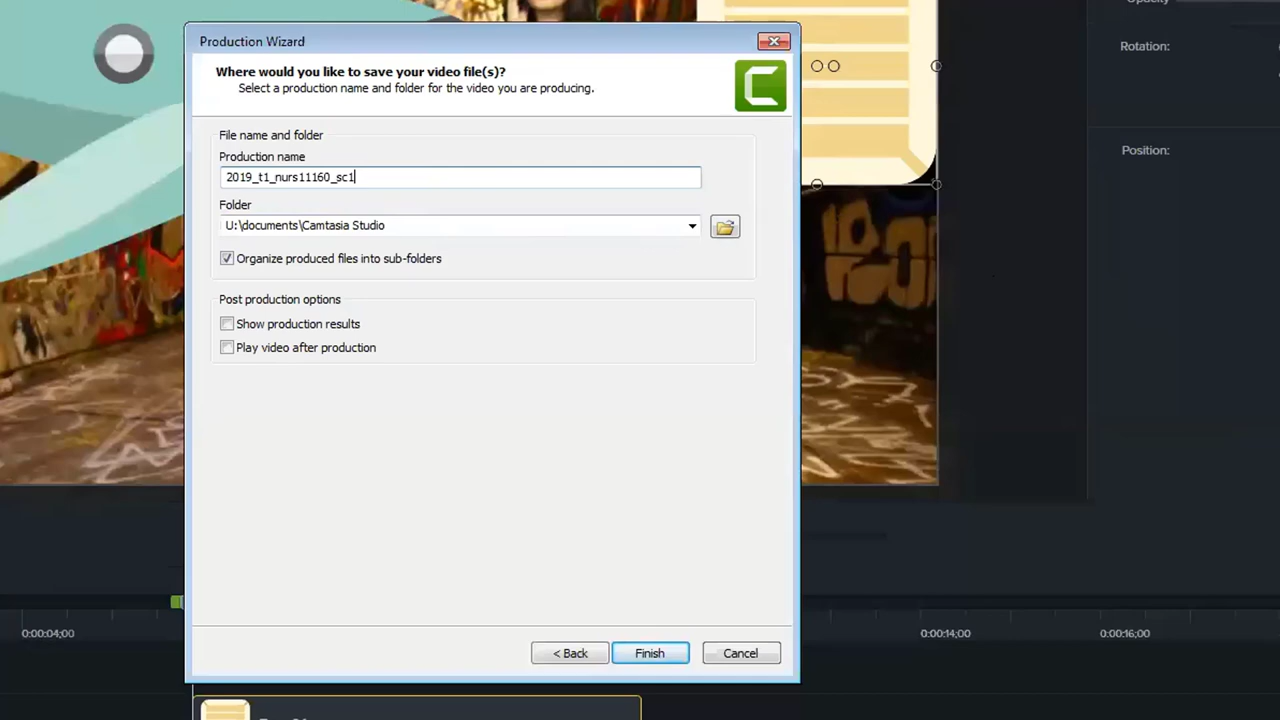 Opacity
Production Wizard
Rotation:
Where would you like to save your video file(s)?
Select a production name and folder for the video you are producing.
File name and folder
Production name
Position:
2019_t1_nurs11160_sc1
Folder
U:\documents\Camtasia Studio
Organize produced files into sub-folders
Post production options
Show production results
Play video after production
0:00:04;00
0:00:14;00
0:00:16;00
< Back
Finish
Cancel